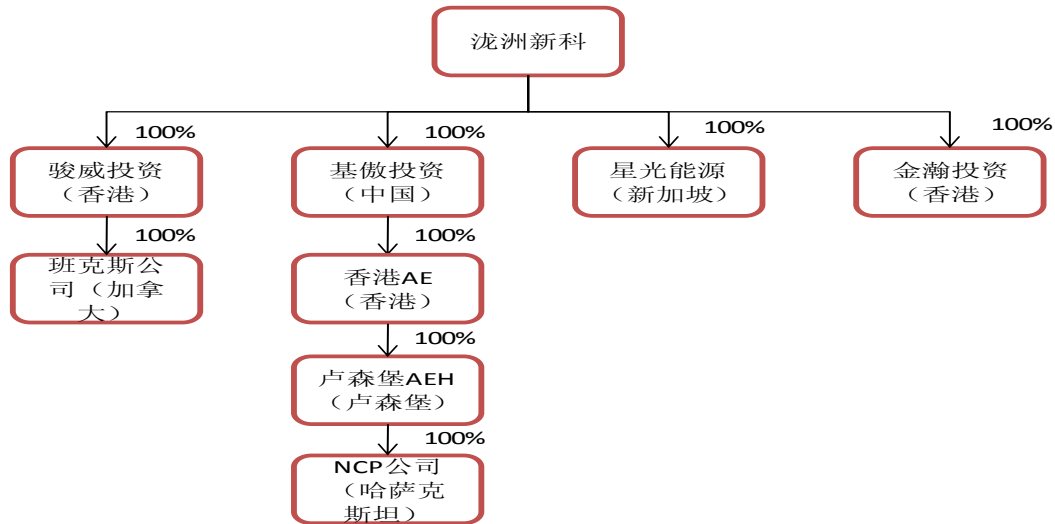 泷洲新科
100%
100%
100%
100%
骏威投资
（香港）
基傲投资
（中国）
星光能源
（新加坡）
金瀚投资
（香港）
100%
100%
班克斯公
司（加拿
大）
香港AE
（香港）
100%
卢森堡AEH
（卢森堡）
100%
NCP公司
（哈萨克
斯坦）